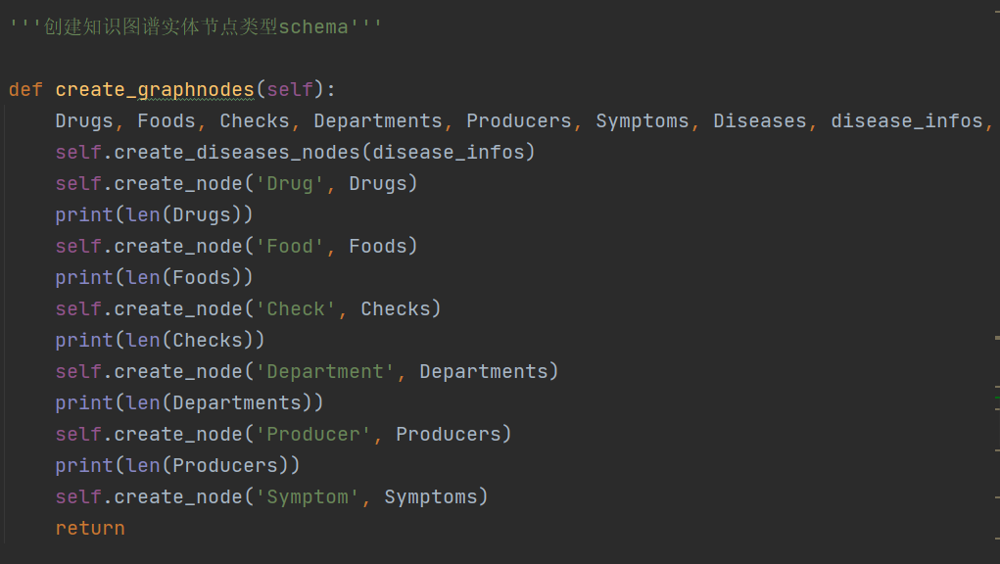 '''创建知识图谱实体节点类型schema'''
def create_graphnodes(self):
    Drugs, Foods, Checks, Departments, Producers, Symptoms, Diseases, disease_infos,
    self.create_diseases_nodes(disease_infos)
    self.create_node('Drug', Drugs)
    print(len(Drugs))
    self.create_node('Food', Foods)
    print(len(Foods))
    self.create_node('Check', Checks)
    print(len(Checks))
    self.create_node('Department', Departments)
    print(len(Departments))
    self.create_node('Producer', Producers)
    print(len(Producers))
    self.create_node('Symptom', Symptoms)
    return